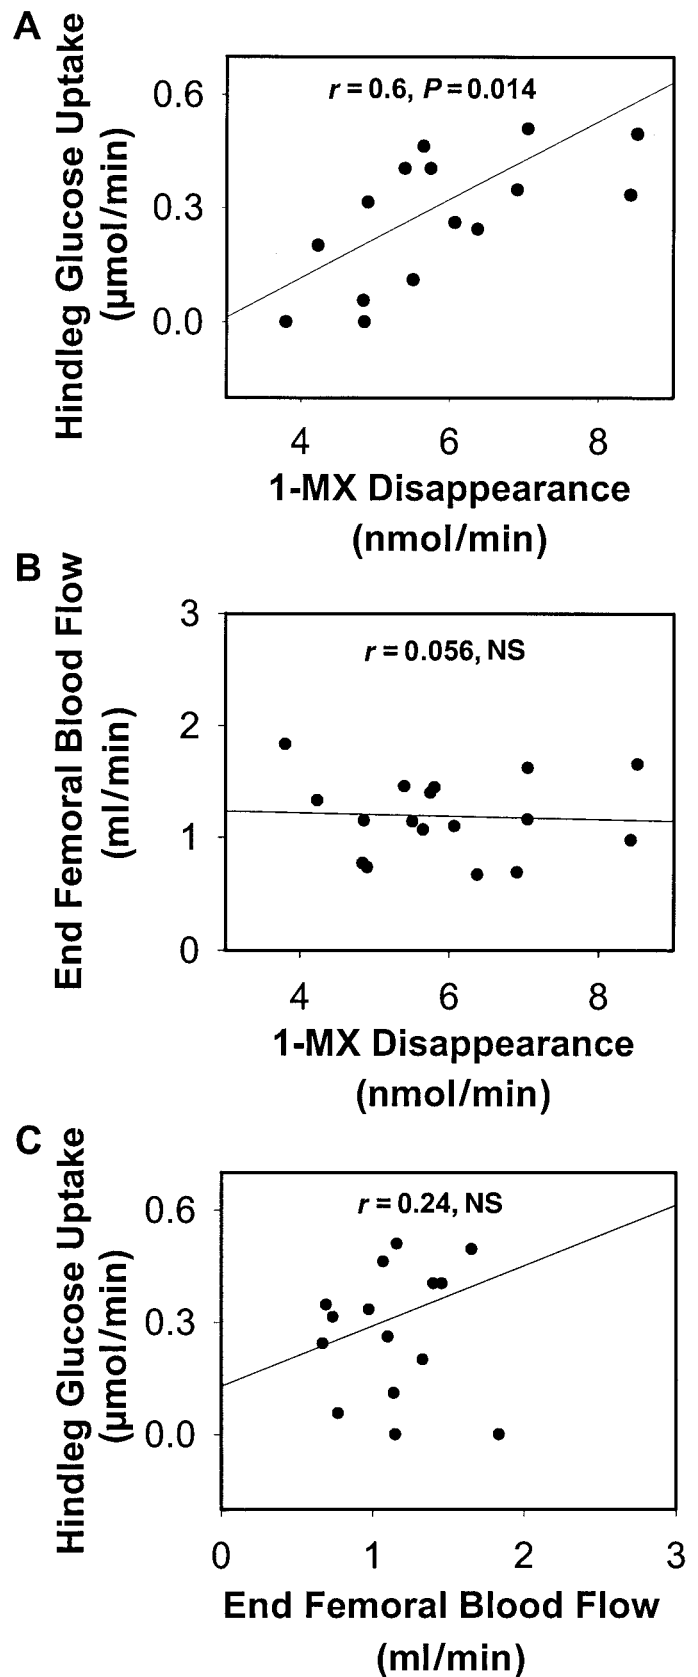 A
Hindleg Glucose Uptake
(µmol/min)
r = 0.6, P = 0.014
0.6
0.3
0.0
4 6 8
1-MX Disappearance
(nmol/min)
B
End Femoral Blood Flow
(ml/min)
r = 0.056, NS
3
2
1
0
4 6 8
1-MX Disappearance
(nmol/min)
C
Hindleg Glucose Uptake
(µmol/min)
r = 0.24, NS
0.6
0.3
0.0
0 1 2 3
End Femoral Blood Flow
(ml/min)